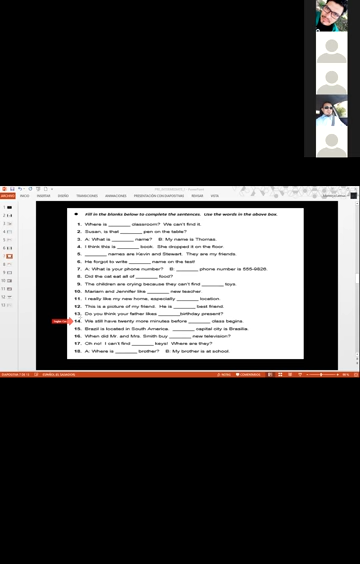 Fill in the blanks below to complete the sentences. Use the words in the above box.
1. Where is ________ classroom? We can't find it.
2. Susan, is that ________ pen on the table?
3. A: What is ________ name? B: My name is Thomas.
4. I think this is ________ book. She dropped it on the floor.
5. ________ names are Kevin and Stewart. They are my friends.
6. He forgot to write ________ name on the test!
7. A: What is your phone number? B: ________ phone number is 555-9826.
8. Did the cat eat all of ________ food?
9. The children are crying because they can't find ________ toys.
10. Mariam and Jennifer like ________ new teacher.
11. I really like my new home, especially ________ location.
12. This is a picture of my friend. He is ________ best friend.
13. Do you think your father likes ________ birthday present?
14. We still have twenty more minutes before ________ class begins.
15. Brazil is located in South America. ________ capital city is Brasilia.
16. When did Mr. and Mrs. Smith buy ________ new television?
17. Oh no! I can't find ________ keys! Where are they?
18. A: Where is ________ brother? B: My brother is at school.